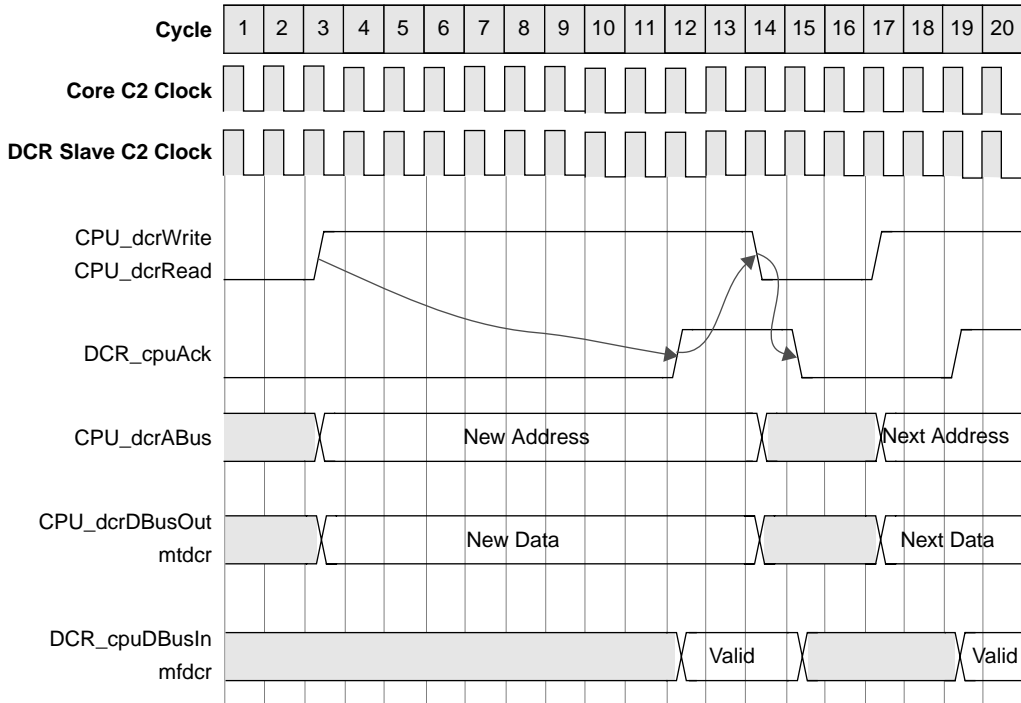 Cycle 1 2 3 4 5 6 7 8 9 10 11 12 13 14 15 16 17 18 19 20
Core C2 Clock
DCR Slave C2 Clock
CPU_dcrWrite
CPU_dcrRead
DCR_cpuAck
CPU_dcrABus New Address Next Address
CPU_dcrDBusOut
mtdcr New Data Next Data
DCR_cpuDBusIn
mfdcr Valid Valid